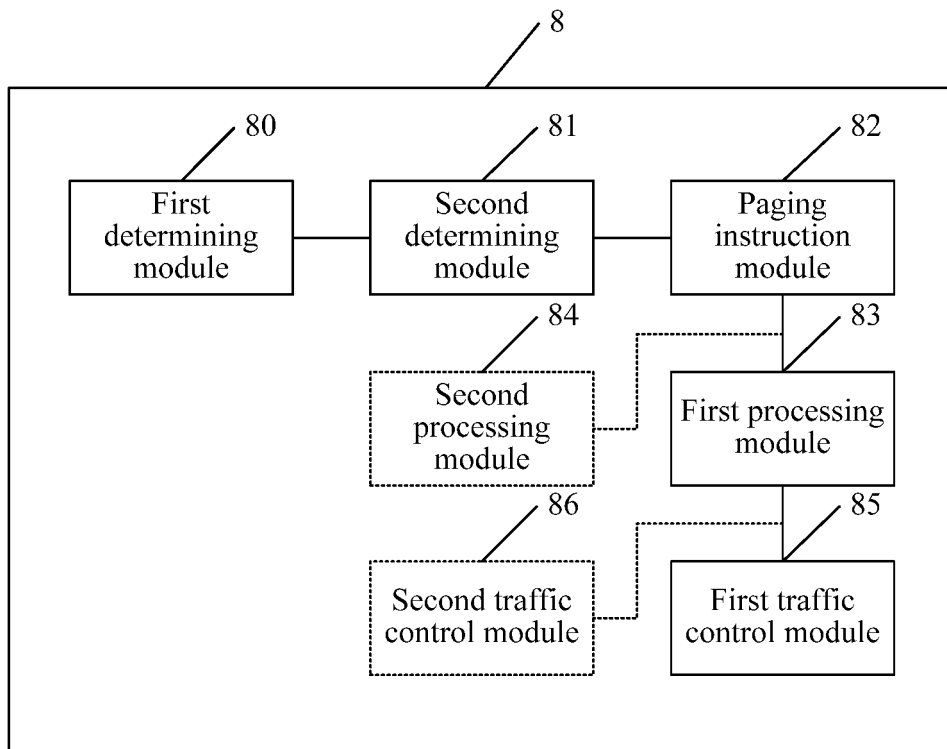 8
80
81
82
First
determining
module
Second
determining
module
Paging
instruction
module
84
83
Second
processing
module
First processing
module
86
85
Second traffic
control module
First traffic
control module